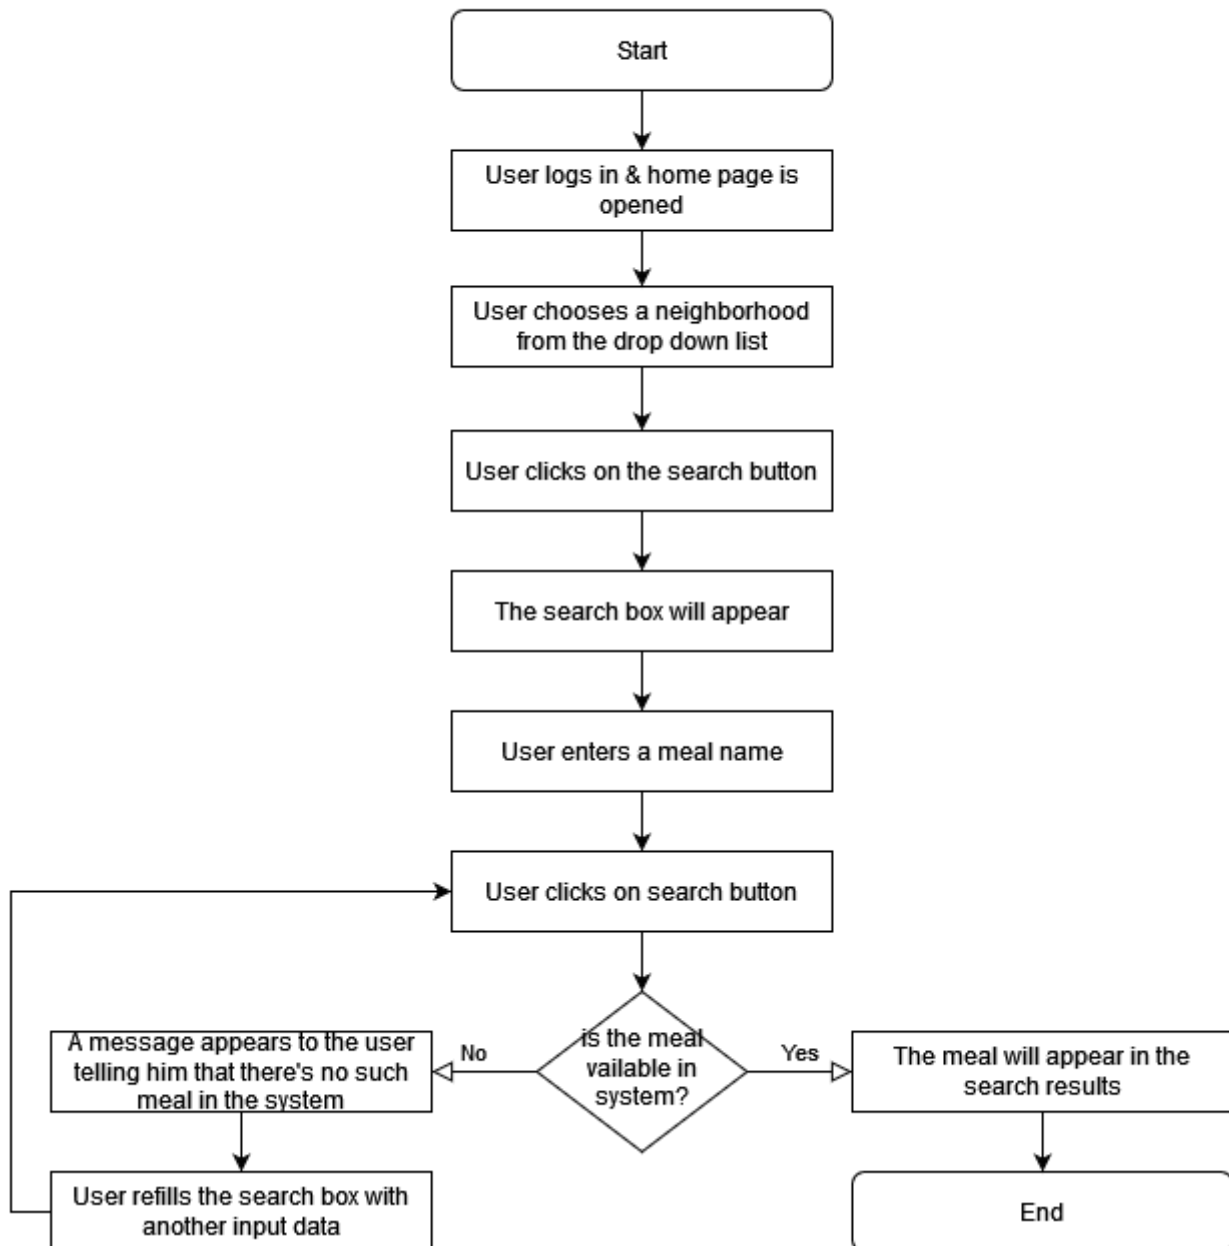 Start
User logs in & home page is
opened
User chooses a neighborhood
from the drop down list
User clicks on the search button
The search box will appear
User enters a meal name
User clicks on search button
is the meal
vailable in
system?
No
Yes
A message appears to the user
telling him that there's no such
meal in the system
The meal will appear in the
search results
User refills the search box with
another input data
End